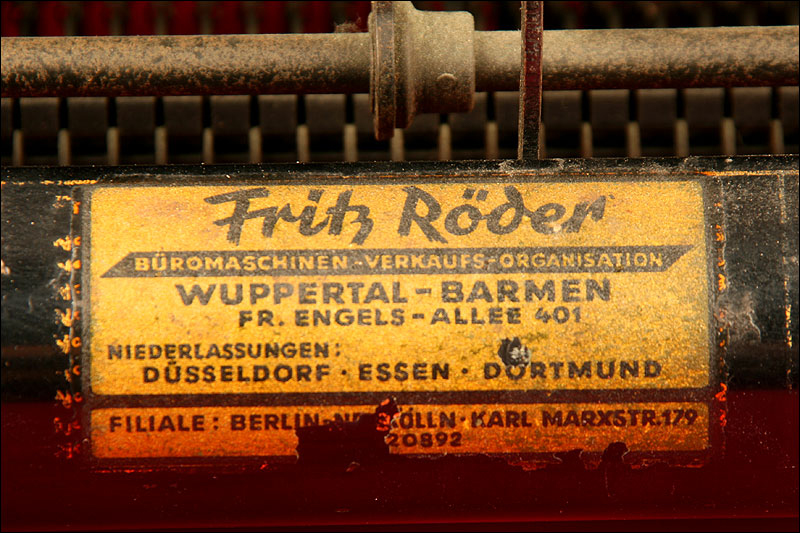 Fritz Röder
BÜROMASCHINEN-VERKAUFS-ORGANISATION
WUPPERTAL-BARMEN
FR. ENGELS-ALLEE 401
NIEDERLASSUNGEN:
DÜSSELDORF · ESSEN · DORTMUND
FILIALE: BERLIN- KARL MARXSTR.179
20892